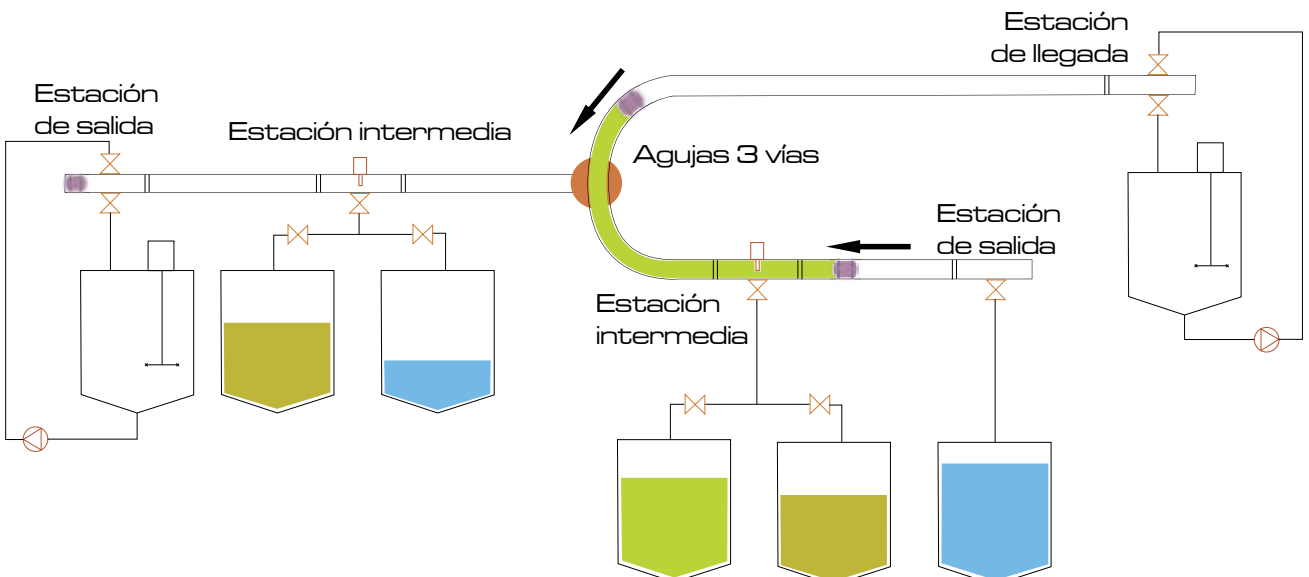 Estación
de llegada
Estación
de salida
Estación intermedia
Agujas 3 vías
Estación
de salida
Estación
intermedia